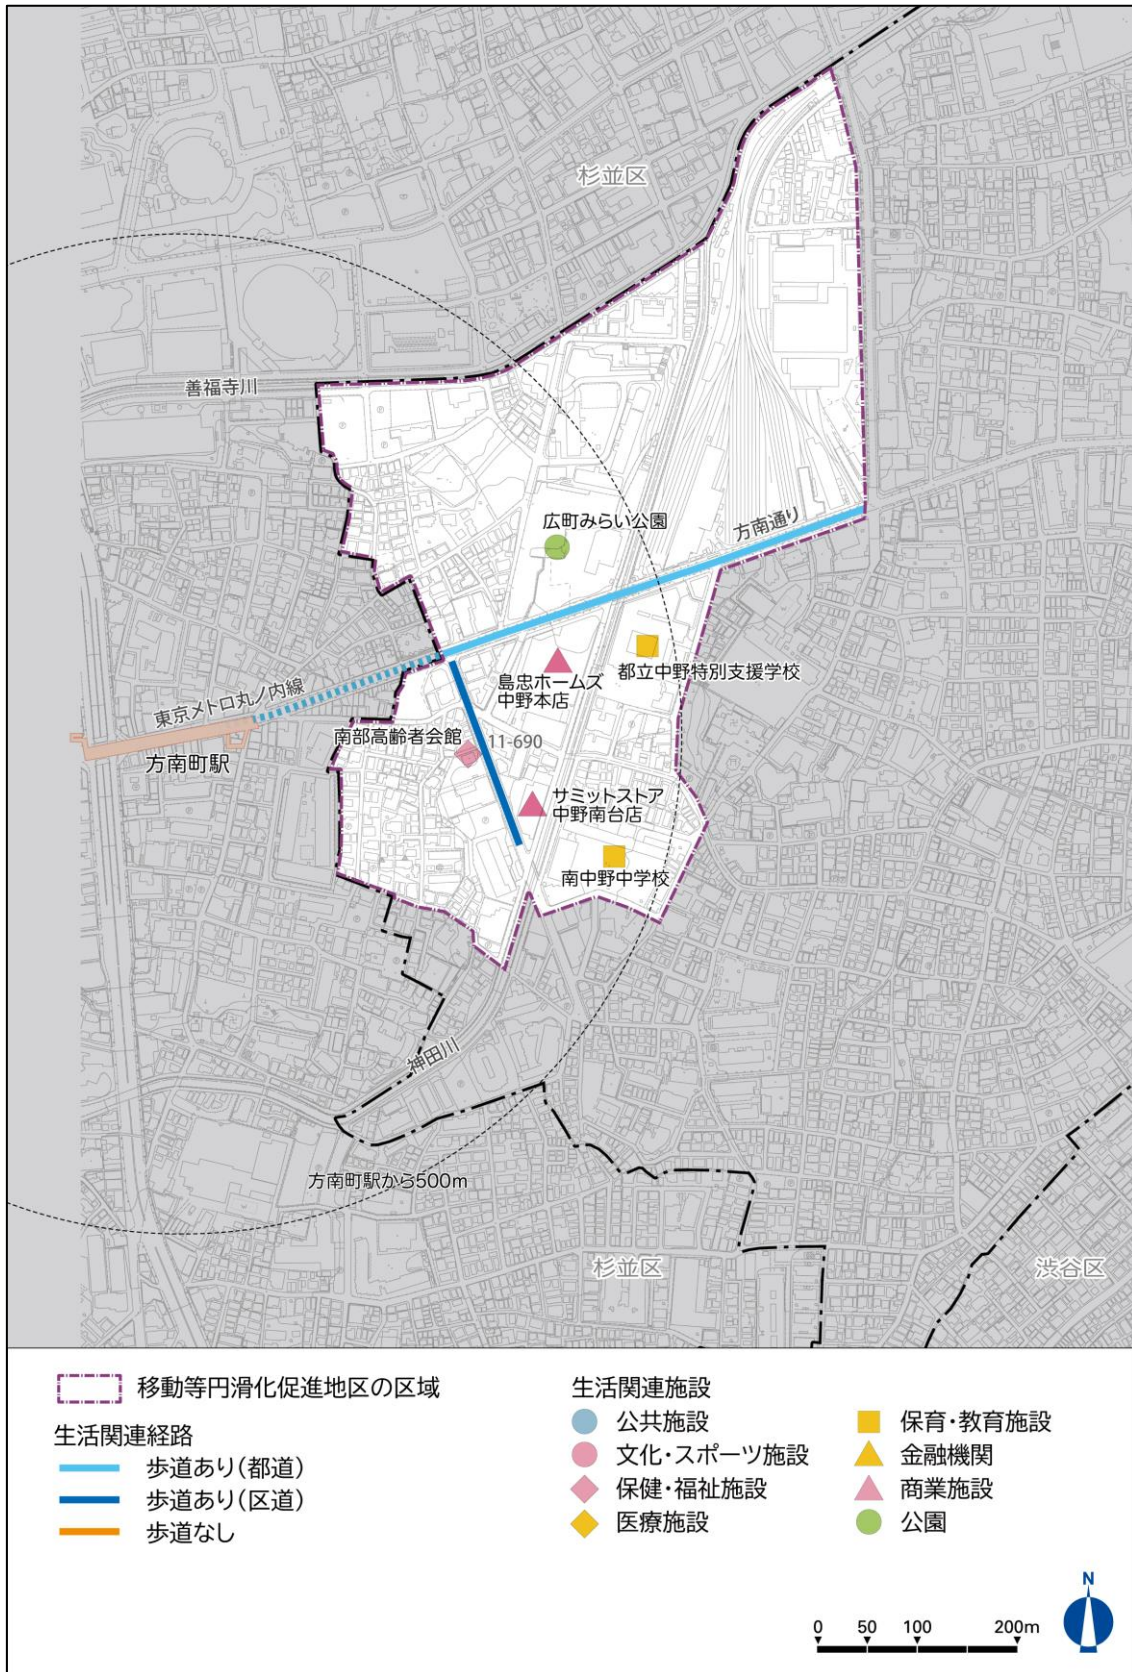 杉並区
善福寺川
広町みらい公園
方南通り
都立中野特別支援学校
島忠ホームズ
中野本店
東京メトロ丸ノ内線
南部高齢者会館
11-690
方南町駅
サミットストア
中野南台店
南中野中学校
神田川
方南町駅から500m
杉並区
渋谷区
移動等円滑化促進地区の区域
生活関連経路
歩道あり(都道)
歩道あり(区道)
歩道なし
生活関連施設
公共施設
文化・スポーツ施設
保健・福祉施設
医療施設
保育・教育施設
金融機関
商業施設
公園
N
0 50 100 200m